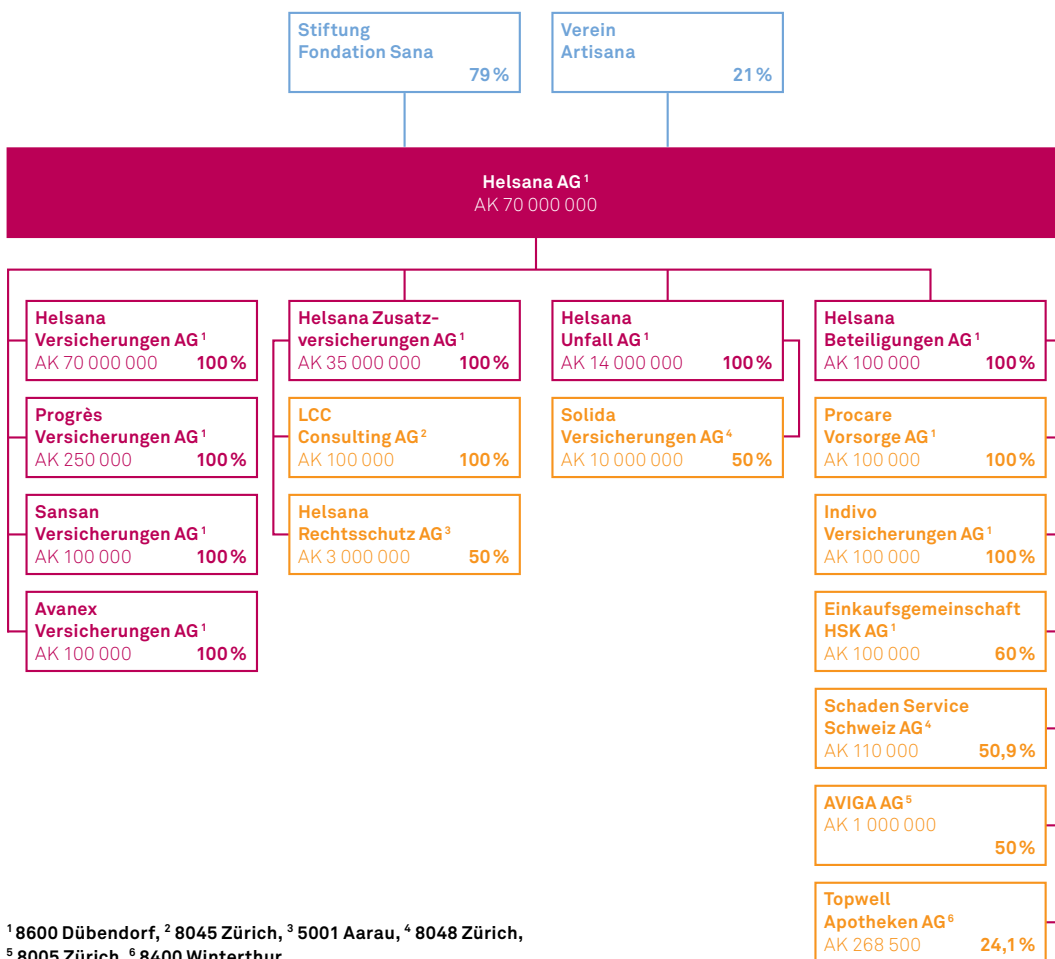 Stiftung
Fondation Sana
79 %
Verein
Artisana
21 %
Helsana AG ¹
AK 70 000 000
Helsana
Versicherungen AG ¹
AK 70 000 000 100 %
Progrès
Versicherungen AG ¹
AK 250 000 100 %
Sansan
Versicherungen AG ¹
AK 100 000 100 %
Avanex
Versicherungen AG ¹
AK 100 000 100 %
Helsana Zusatz-
versicherungen AG ¹
AK 35 000 000 100 %
LCC
Consulting AG ²
AK 100 000 100 %
Helsana
Rechtsschutz AG ³
AK 3 000 000 50 %
Helsana
Unfall AG ¹
AK 14 000 000 100 %
Solida
Versicherungen AG ⁴
AK 10 000 000 50 %
Helsana
Beteiligungen AG ¹
AK 100 000 100 %
Procare
Vorsorge AG ¹
AK 100 000 100 %
Indivo
Versicherungen AG ¹
AK 100 000 100 %
Einkaufsgemeinschaft
HSK AG ¹
AK 100 000 60 %
Schaden Service
Schweiz AG ⁴
AK 110 000 50,9 %
AVIGA AG ⁵
AK 1 000 000
50 %
Topwell
Apotheken AG ⁶
AK 268 500 24,1 %
¹ 8600 Dübendorf, ² 8045 Zürich, ³ 5001 Aarau, ⁴ 8048 Zürich,
⁵ 8005 Zürich, ⁶ 8400 Winterthur